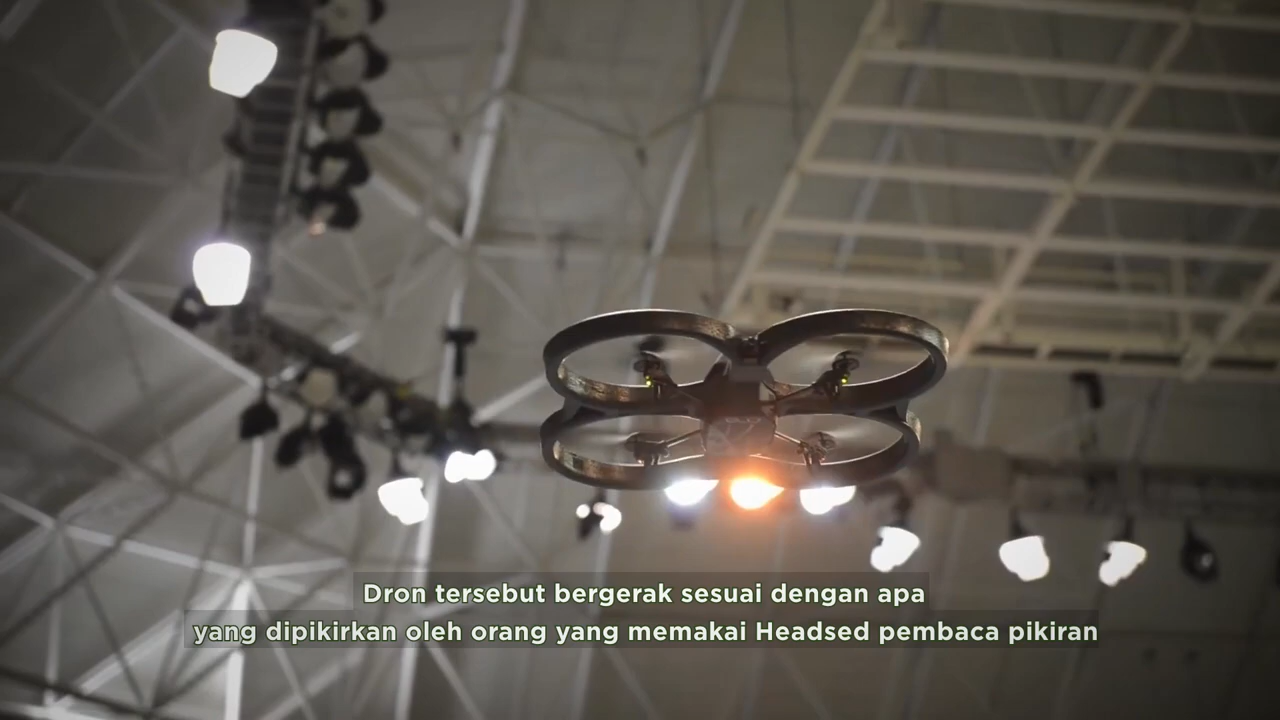 Dron tersebut bergerak sesuai dengan apa
yang dipikirkan oleh orang yang memakai Headsed pembaca pikiran